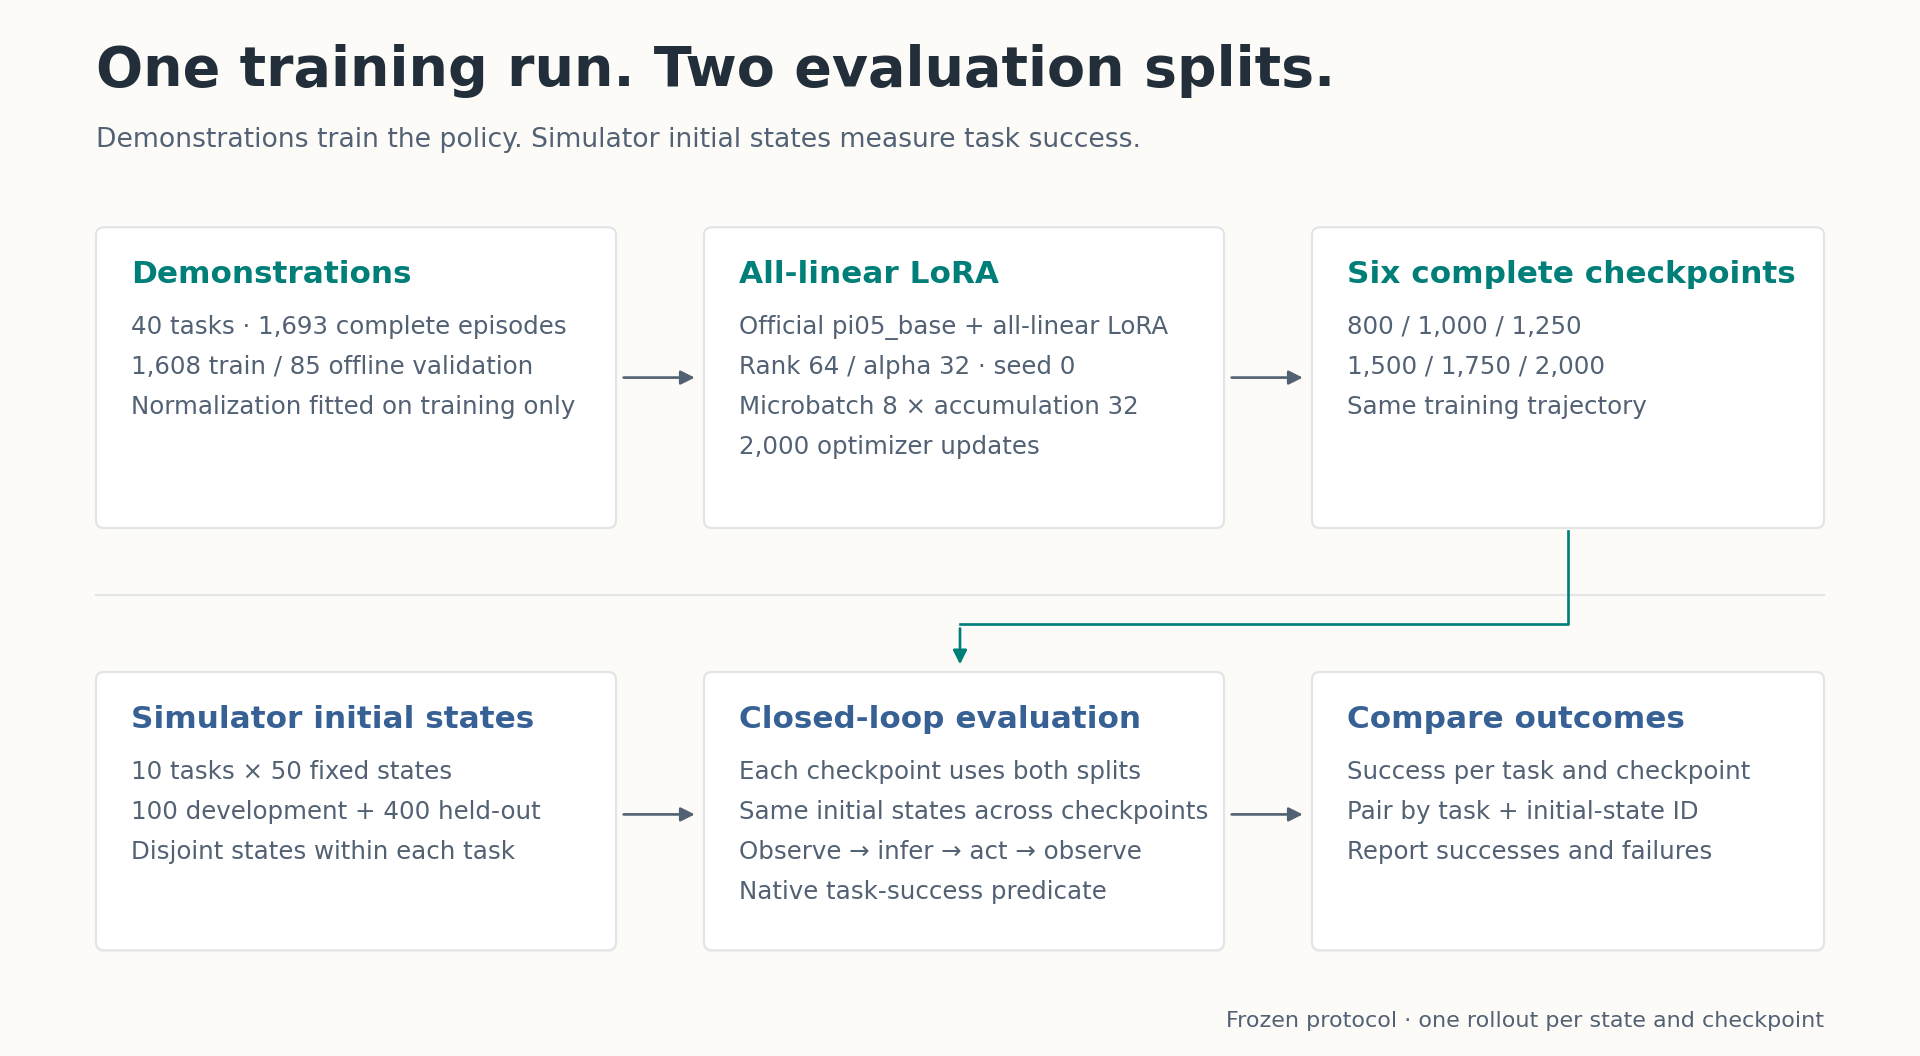 One training run. Two evaluation splits.
Demonstrations train the policy. Simulator initial states measure task success.
Demonstrations
40 tasks · 1,693 complete episodes
1,608 train / 85 offline validation
Normalization fitted on training only
All-linear LoRA
Official pi05_base + all-linear LoRA
Rank 64 / alpha 32 · seed 0
Microbatch 8 × accumulation 32
2,000 optimizer updates
Six complete checkpoints
800 / 1,000 / 1,250
1,500 / 1,750 / 2,000
Same training trajectory
Simulator initial states
10 tasks × 50 fixed states
100 development + 400 held-out
Disjoint states within each task
Closed-loop evaluation
Each checkpoint uses both splits
Same initial states across checkpoints
Observe → infer → act → observe
Native task-success predicate
Compare outcomes
Success per task and checkpoint
Pair by task + initial-state ID
Report successes and failures
Frozen protocol · one rollout per state and checkpoint